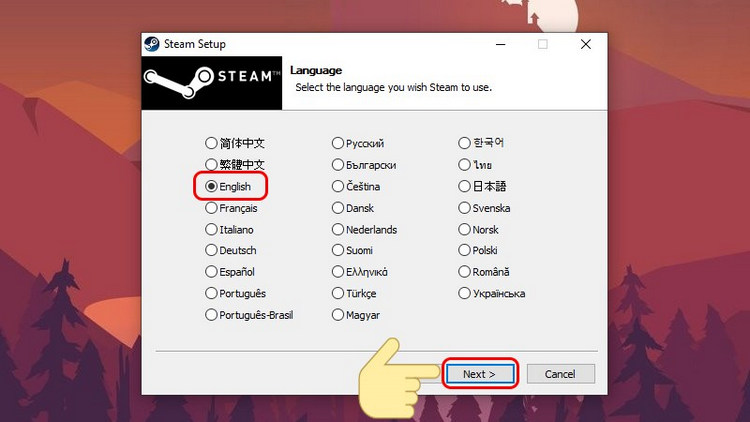 Steam Setup
STEAM™
Language
Select the language you wish Steam to use.
简体中文
繁體中文
English
Français
Italiano
Deutsch
Español
Português
Português-Brasil
Русский
Български
Čeština
Dansk
Nederlands
Suomi
Ελληνικά
Türkçe
Magyar
한국어
ไทย
日本語
Svenska
Norsk
Polski
Română
Українська
Next >
Cancel